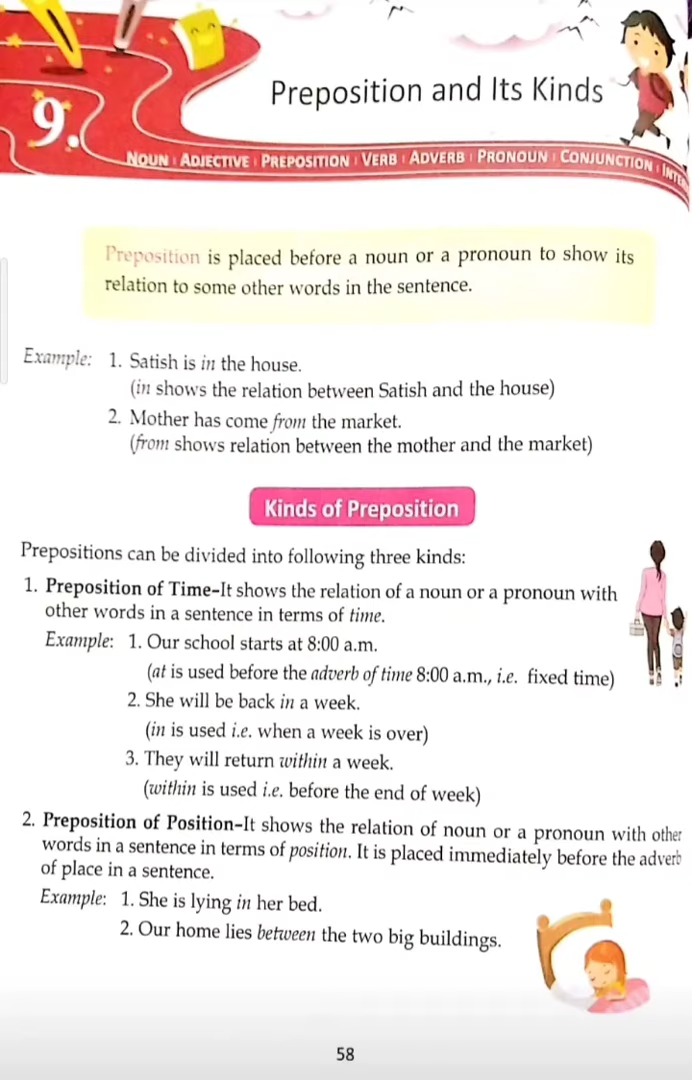 Preposition and Its Kinds
9.
NOUN | ADJECTIVE | PREPOSITION | VERB | ADVERB | PRONOUN | CONJUNCTION |
Preposition is placed before a noun or a pronoun to show its
relation to some other words in the sentence.
Example: 1. Satish is in the house.
(in shows the relation between Satish and the house)
2. Mother has come from the market.
(from shows relation between the mother and the market)
Kinds of Preposition
Prepositions can be divided into following three kinds:
1. Preposition of Time–It shows the relation of a noun or a pronoun with
other words in a sentence in terms of time.
Example: 1. Our school starts at 8:00 a.m.
(at is used before the adverb of time 8:00 a.m., i.e. fixed time)
2. She will be back in a week.
(in is used i.e. when a week is over)
3. They will return within a week.
(within is used i.e. before the end of week)
2. Preposition of Position–It shows the relation of noun or a pronoun with other
words in a sentence in terms of position. It is placed immediately before the adverb
of place in a sentence.
Example: 1. She is lying in her bed.
2. Our home lies between the two big buildings.
58